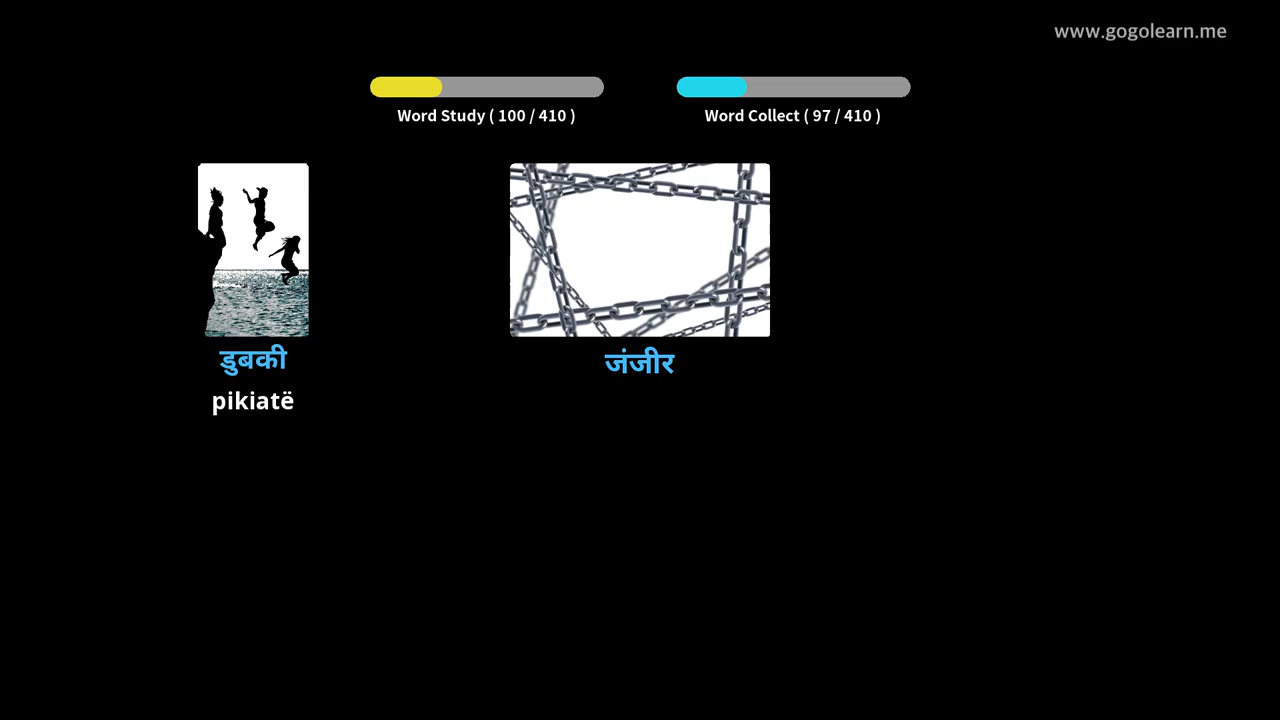 www.gogolearn.me
Word Study ( 100 / 410 )
Word Collect ( 97 / 410 )
डुबकी
pikiatë
जंजीर